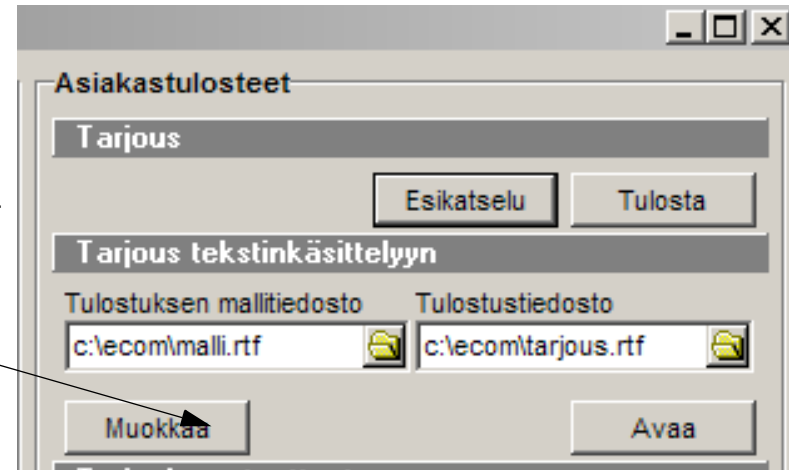 Asiakastulosteet
Tarjous
Esikatselu Tulosta
Tarjous tekstinkäsittelyyn
Tulostuksen mallitiedosto Tulostustiedosto
c:\ecom\malli.rtf c:\ecom\tarjous.rtf
Muokkaa Avaa